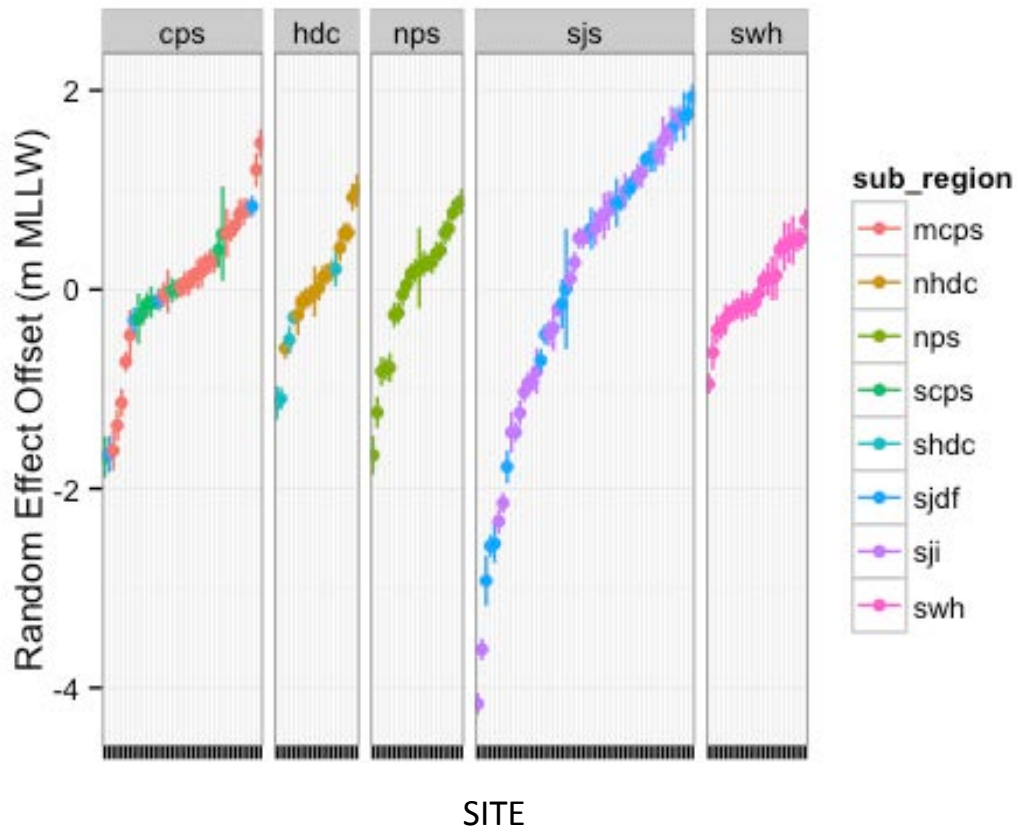 cps hdc nps sjs swh
2
0
-2
-4
Random Effect Offset (m MLLW)
SITE
sub_region
mcps
nhdc
nps
scps
shdc
sjdf
sji
swh